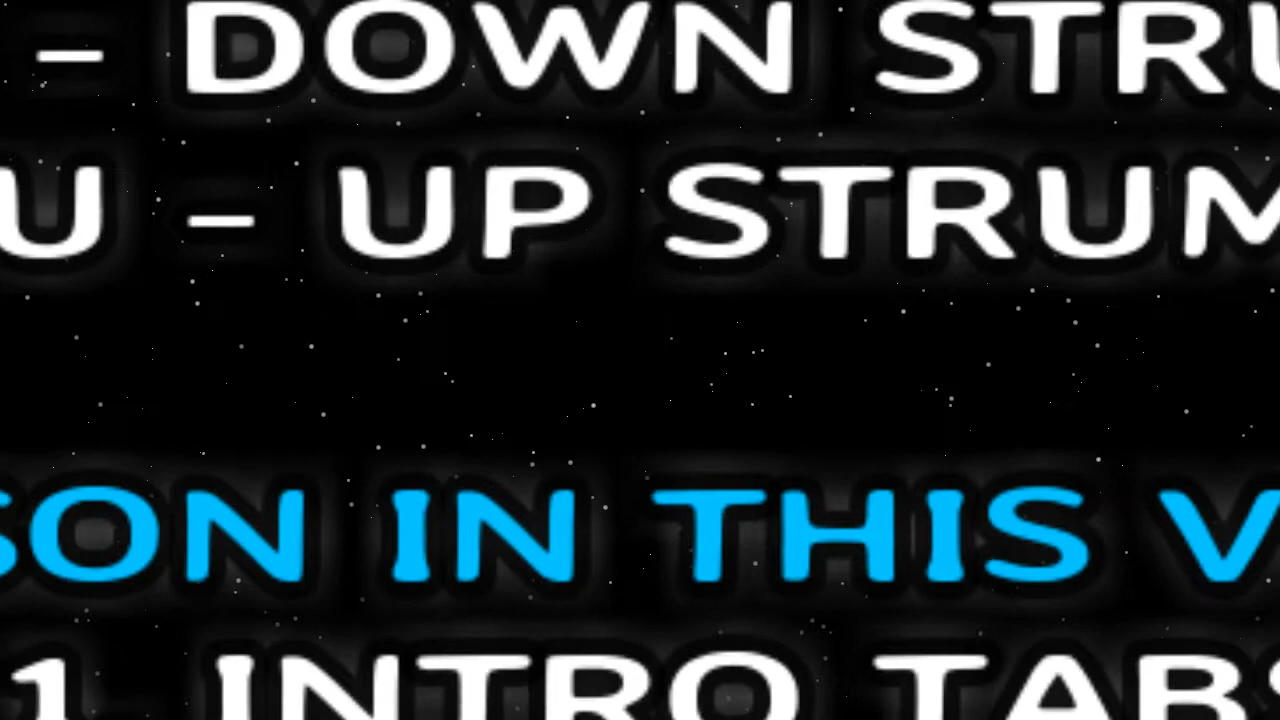 – DOWN STRU
U – UP STRUM
SON IN THIS V
1 INTRO TABS